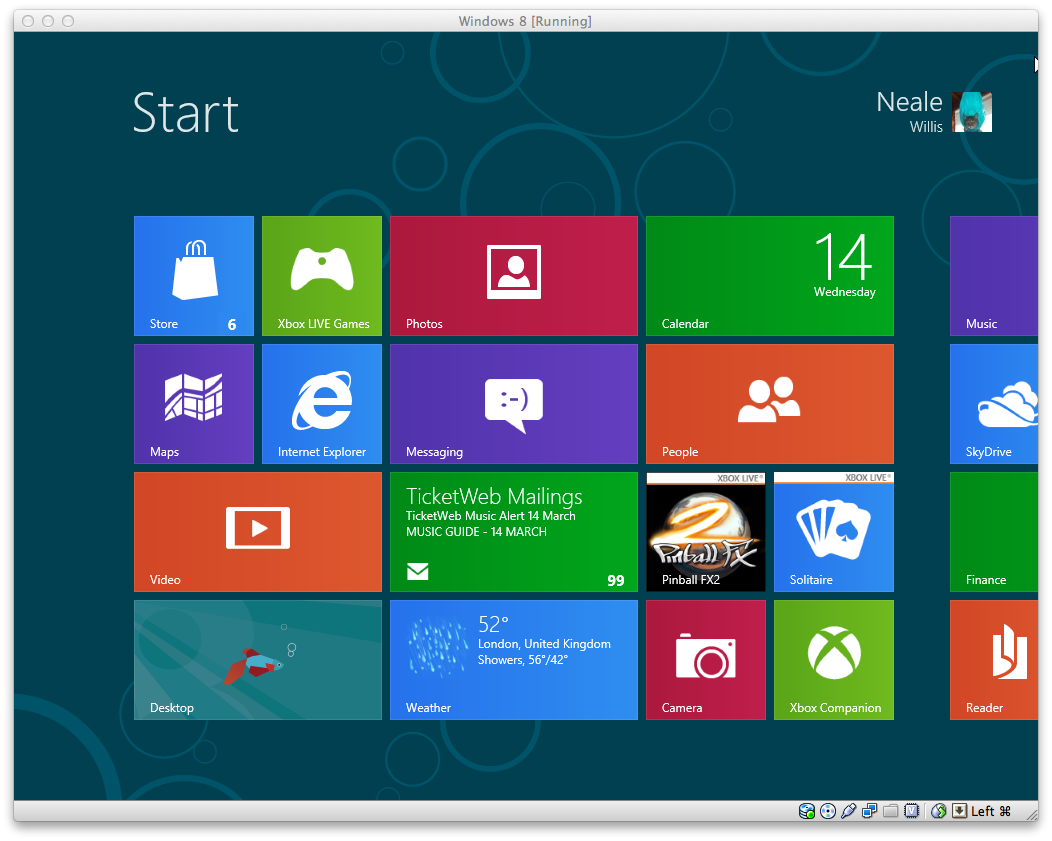 Windows 8 [Running]
Start
Neale
Willis
Store
6
Xbox LIVE Games
Photos
14
Wednesday
Calendar
Music
Maps
Internet Explorer
Messaging
:-)
People
SkyDrive
Video
TicketWeb Mailings
TicketWeb Music Alert 14 March
MUSIC GUIDE - 14 MARCH
99
XBOX LIVE®
2
Pinball FX
Pinball FX2
XBOX LIVE®
Solitaire
Finance
Desktop
52°
London, United Kingdom
Showers, 56°/42°
Weather
Camera
Xbox Companion
Reader
Left ⌘